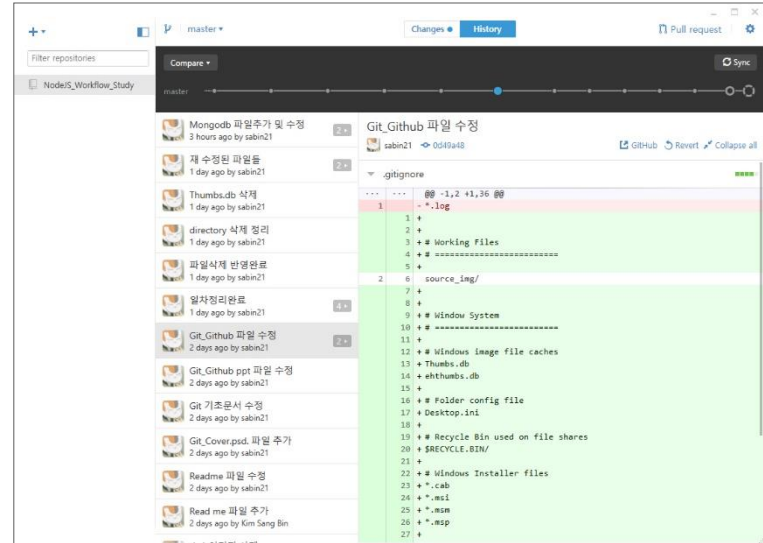 master
Changes
History
Pull request
Filter repositories
NodeJS_Workflow_Study
Compare
Sync
master
Mongodb 파일주가 및 수정
3 hours ago by sabin21
2
재 수정된 파일들
1 day ago by sabin21
2
Thumbs.db 삭제
1 day ago by sabin21
directory 삭제 정리
1 day ago by sabin21
파일삭제 반영완료
1 day ago by sabin21
일차정리완료
1 day ago by sabin21
4
Git_Github 파일 수정
2 days ago by sabin21
2
Git_Github ppt 파일 수정
2 days ago by sabin21
Git 기초문서 수정
2 days ago by sabin21
Git_Cover.psd. 파일 추가
2 days ago by sabin21
Readme 파일 수정
2 days ago by sabin21
Read me 파일 추가
2 days ago by Kim Sang Bin
Git_Github 파일 수정
sabin21 0d49a48
GitHub Revert Collapse all
.gitignore
... ... @@ -1,2 +1,36 @@
1 - *.log
1 +
2 +
3 + # Working Files
4 + # =========================
5 +
2 6 source_img/
7 +
8 +
9 + # Window System
10 + # =========================
11 +
12 + # Windows image file caches
13 + Thumbs.db
14 + ehthumbs.db
15 +
16 + # Folder config file
17 + Desktop.ini
18 +
19 + # Recycle Bin used on file shares
20 + $RECYCLE.BIN/
21 +
22 + # Windows Installer files
23 + *.cab
24 + *.msi
25 + *.msm
26 + *.msp
27 +